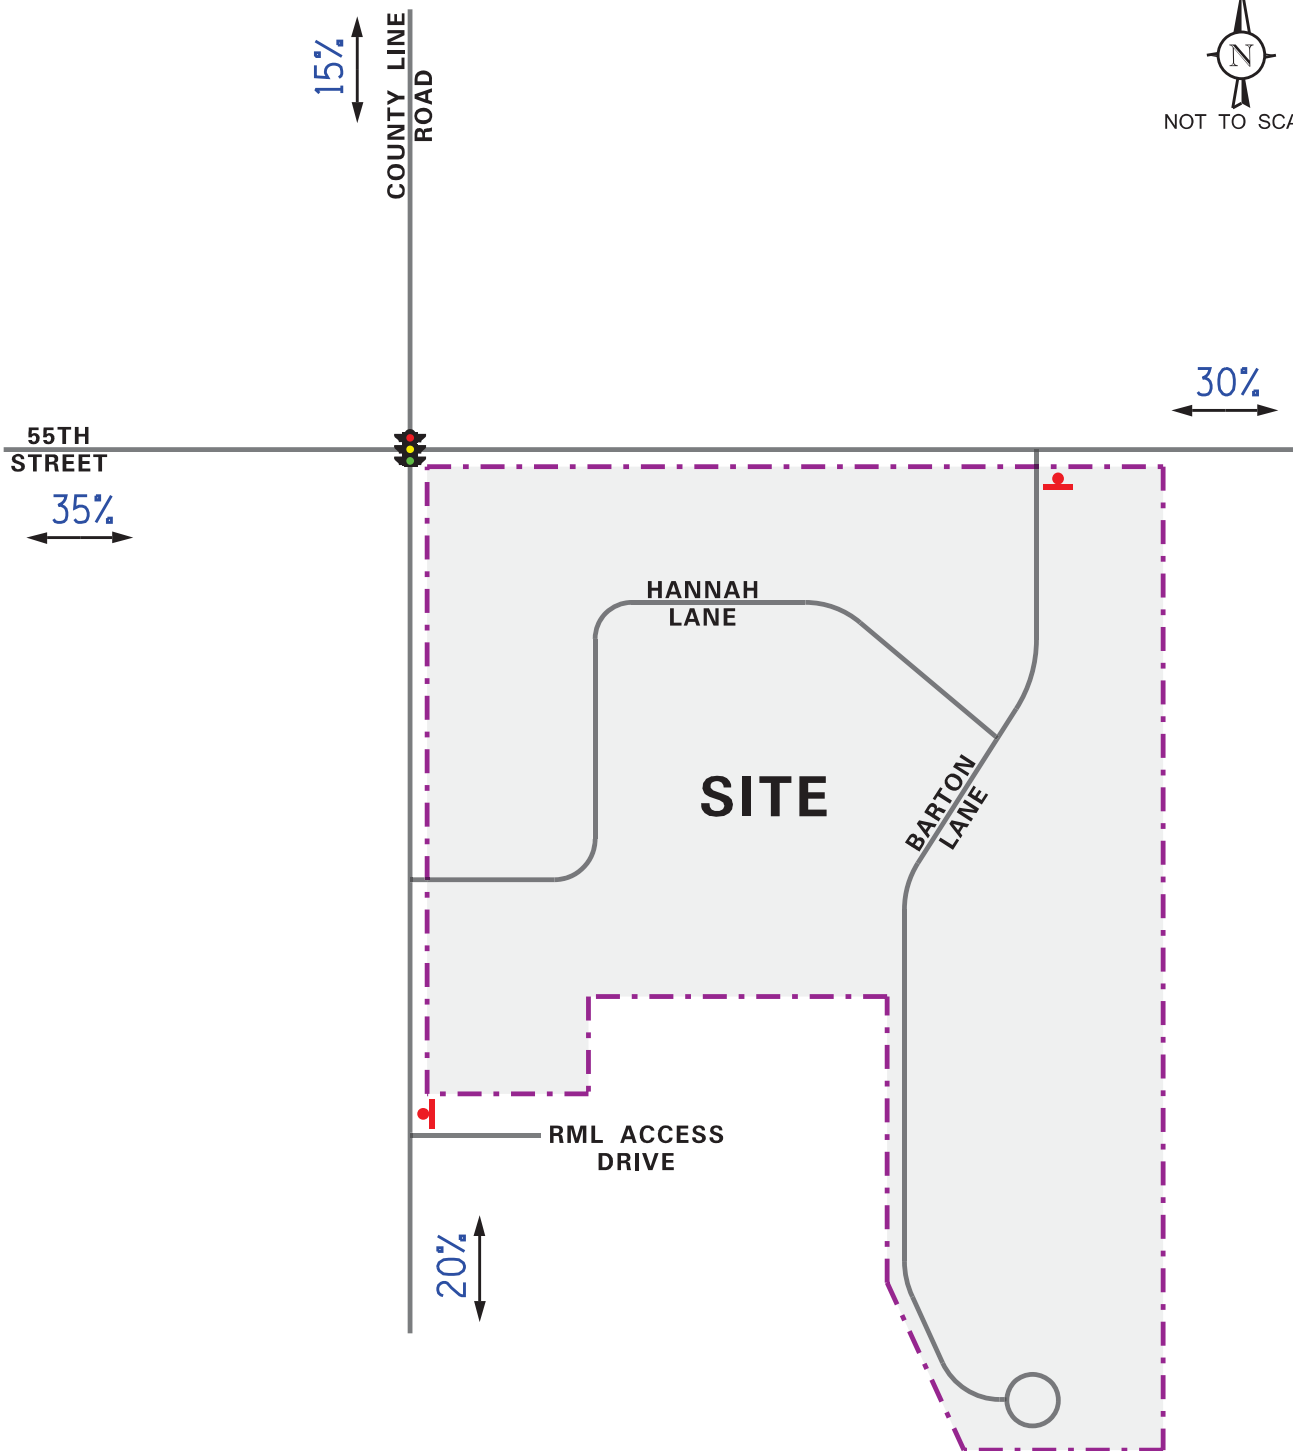 15%
COUNTY LINE
ROAD
N
NOT TO SCA
30%
55TH
STREET
35%
HANNAH
LANE
SITE
BARTON
LANE
RML ACCESS
DRIVE
20%